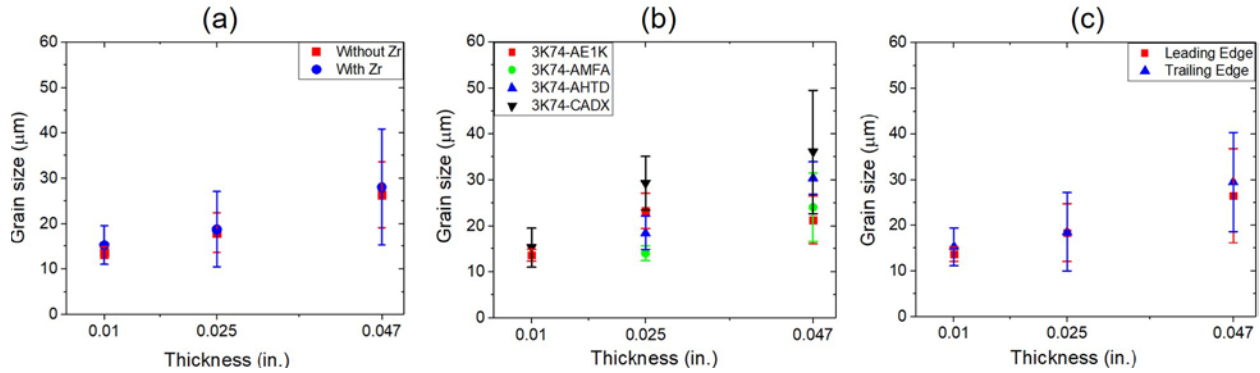 (a)
60
50
40
30
20
10
0
Grain size (μm)
Without Zr
With Zr
0.01
0.025
0.047
Thickness (in.)
(b)
60
50
40
30
20
10
0
Grain size (μm)
3K74-AE1K
3K74-AMFA
3K74-AHTD
3K74-CADX
0.01
0.025
0.047
Thickness (in.)
(c)
60
50
40
30
20
10
0
Grain size (μm)
Leading Edge
Trailing Edge
0.01
0.025
0.047
Thickness (in.)